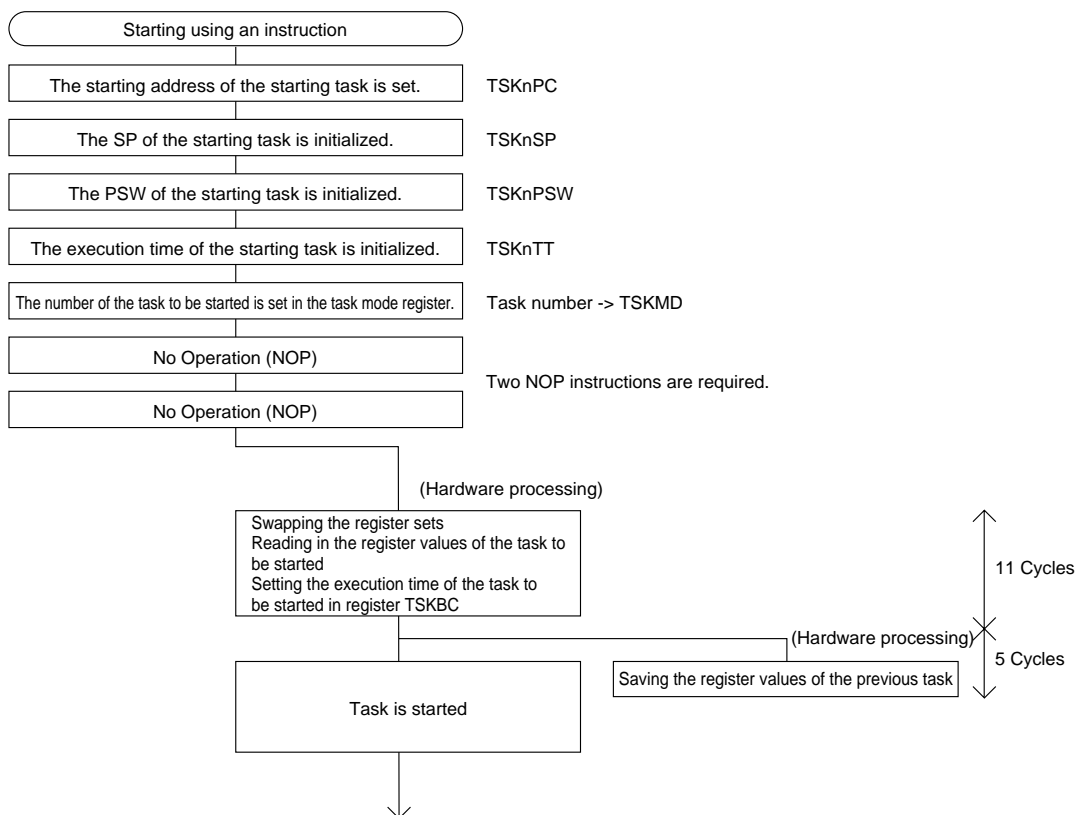 Starting using an instruction
The starting address of the starting task is set.
TSKnPC
The SP of the starting task is initialized.
TSKnSP
The PSW of the starting task is initialized.
TSKnPSW
The execution time of the starting task is initialized.
TSKnTT
The number of the task to be started is set in the task mode register.
Task number -> TSKMD
No Operation (NOP)
Two NOP instructions are required.
No Operation (NOP)
(Hardware processing)
Swapping the register sets
Reading in the register values of the task to
be started
Setting the execution time of the task to
be started in register TSKBC
11 Cycles
(Hardware processing)
5 Cycles
Saving the register values of the previous task
Task is started